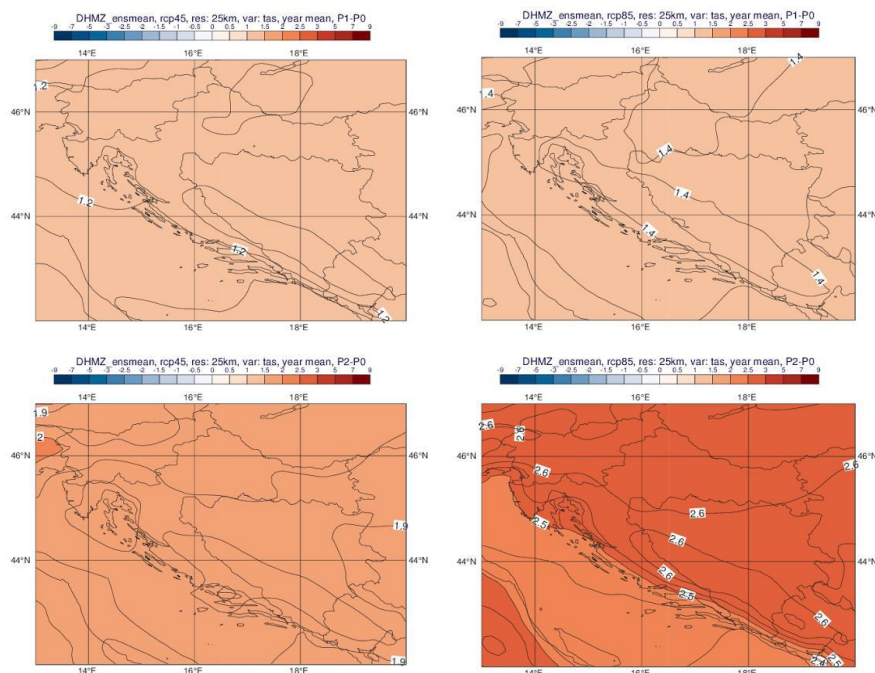 DHMZ_ensmean, rcp45, res: 25km, var: tas, year mean, P1-P0
-9 -7 -5 -3 -2.5 -2 -1.5 -1 -0.5 0 0.5 1 1.5 2 2.5 3 5 7 9
14°E 16°E 18°E
1.2
46°N
1.2
44°N
1.2
1.2
14°E 16°E 18°E
DHMZ_ensmean, rcp85, res: 25km, var: tas, year mean, P1-P0
-9 -7 -5 -3 -2.5 -2 -1.5 -1 -0.5 0 0.5 1 1.5 2 2.5 3 5 7 9
14°E 16°E 18°E
1.4
1.4
46°N
1.4
1.4
44°N
1.4
1.4
14°E 16°E 18°E
DHMZ_ensmean, rcp45, res: 25km, var: tas, year mean, P2-P0
-9 -7 -5 -3 -2.5 -2 -1.5 -1 -0.5 0 0.5 1 1.5 2 2.5 3 5 7 9
14°E 16°E 18°E
1.9
2
46°N
1.9
44°N
1.9
14°E 16°E 18°E
DHMZ_ensmean, rcp85, res: 25km, var: tas, year mean, P2-P0
-9 -7 -5 -3 -2.5 -2 -1.5 -1 -0.5 0 0.5 1 1.5 2 2.5 3 5 7 9
14°E 16°E 18°E
2.6
2.6
46°N
2.6
2.6
2.6
2.5
2.6
44°N
2.6
2.5
2.6
2.5
2.4
14°E 16°E 18°E